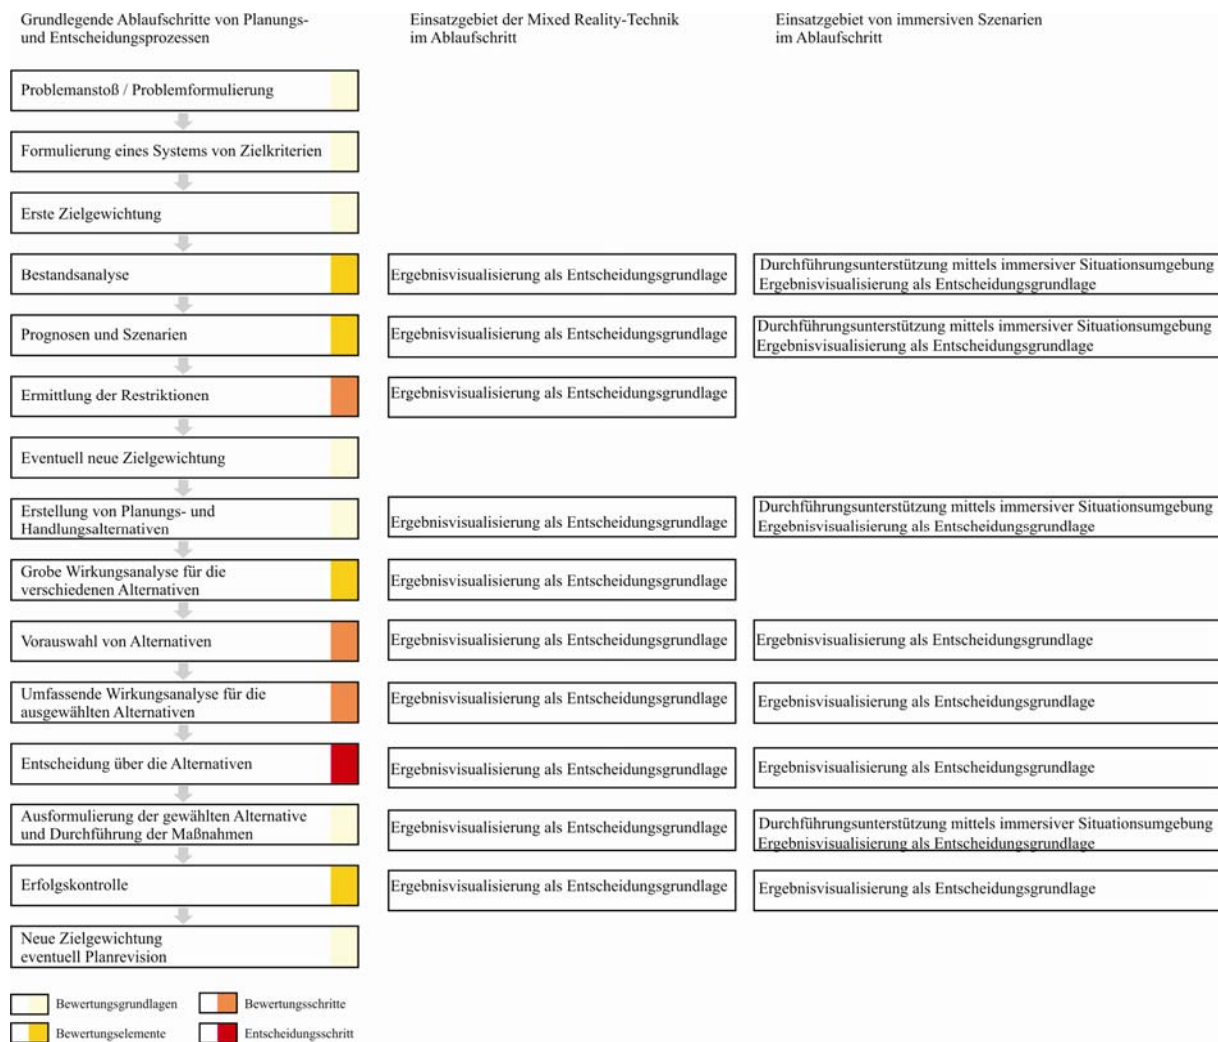 Grundlegende Ablaufschritte von Planungs-
und Entscheidungsprozessen
Einsatzgebiet der Mixed Reality-Technik
im Ablaufschritt
Einsatzgebiet von immersiven Szenarien
im Ablaufschritt
Problemanstoß / Problemformulierung
Formulierung eines Systems von Zielkriterien
Erste Zielgewichtung
Bestandsanalyse
Ergebnisvisualisierung als Entscheidungsgrundlage
Durchführungsunterstützung mittels immersiver Situationsumgebung
Ergebnisvisualisierung als Entscheidungsgrundlage
Prognosen und Szenarien
Ergebnisvisualisierung als Entscheidungsgrundlage
Durchführungsunterstützung mittels immersiver Situationsumgebung
Ergebnisvisualisierung als Entscheidungsgrundlage
Ermittlung der Restriktionen
Ergebnisvisualisierung als Entscheidungsgrundlage
Eventuell neue Zielgewichtung
Erstellung von Planungs- und
Handlungsalternativen
Ergebnisvisualisierung als Entscheidungsgrundlage
Durchführungsunterstützung mittels immersiver Situationsumgebung
Ergebnisvisualisierung als Entscheidungsgrundlage
Grobe Wirkungsanalyse für die
verschiedenen Alternativen
Ergebnisvisualisierung als Entscheidungsgrundlage
Vorauswahl von Alternativen
Ergebnisvisualisierung als Entscheidungsgrundlage
Ergebnisvisualisierung als Entscheidungsgrundlage
Umfassende Wirkungsanalyse für die
ausgewählten Alternativen
Ergebnisvisualisierung als Entscheidungsgrundlage
Ergebnisvisualisierung als Entscheidungsgrundlage
Entscheidung über die Alternativen
Ergebnisvisualisierung als Entscheidungsgrundlage
Ergebnisvisualisierung als Entscheidungsgrundlage
Ausformulierung der gewählten Alternative
und Durchführung der Maßnahmen
Ergebnisvisualisierung als Entscheidungsgrundlage
Durchführungsunterstützung mittels immersiver Situationsumgebung
Ergebnisvisualisierung als Entscheidungsgrundlage
Erfolgskontrolle
Ergebnisvisualisierung als Entscheidungsgrundlage
Ergebnisvisualisierung als Entscheidungsgrundlage
Neue Zielgewichtung
eventuell Planrevision
Bewertungsgrundlagen
Bewertungsschritte
Bewertungselemente
Entscheidungsschritt